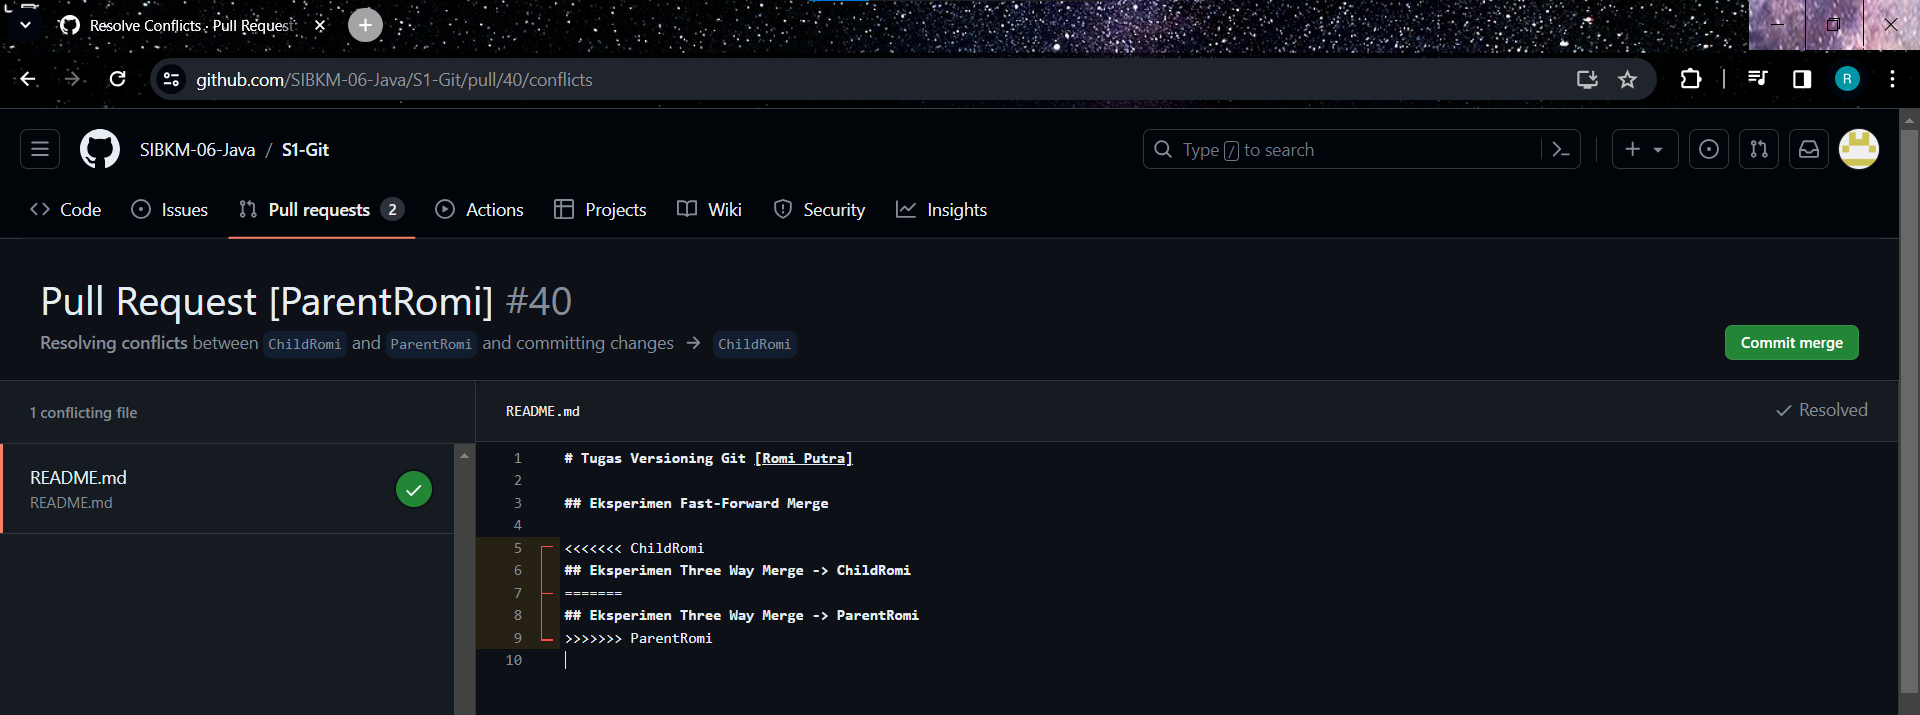 Resolve Conflicts · Pull Request
github.com/SIBKM-06-Java/S1-Git/pull/40/conflicts
R
SIBKM-06-Java / S1-Git
Type / to search
Code
Issues
Pull requests 2
Actions
Projects
Wiki
Security
Insights
Pull Request [ParentRomi] #40
Resolving conflicts between ChildRomi and ParentRomi and committing changes → ChildRomi
Commit merge
1 conflicting file
README.md
README.md
README.md
Resolved
1 # Tugas Versioning Git [Romi Putra]
2
3 ## Eksperimen Fast-Forward Merge
4
5 <<<<<<< ChildRomi
6 ## Eksperimen Three Way Merge -> ChildRomi
7 =======
8 ## Eksperimen Three Way Merge -> ParentRomi
9 >>>>>>> ParentRomi
10